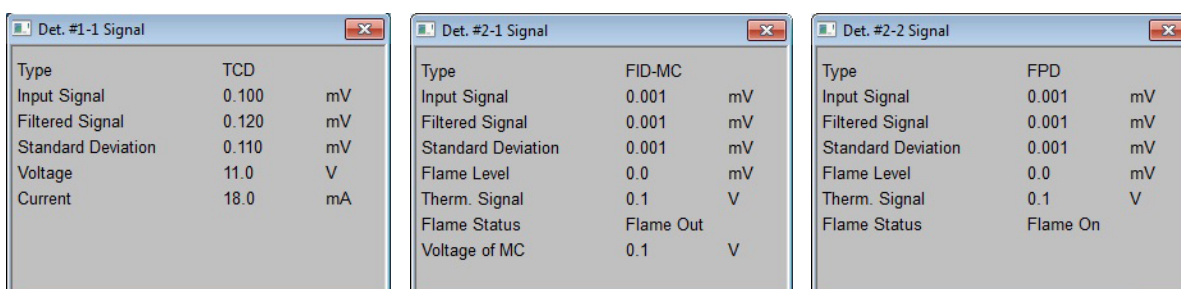 Det. #1-1 Signal
Type TCD
Input Signal 0.100 mV
Filtered Signal 0.120 mV
Standard Deviation 0.110 mV
Voltage 11.0 V
Current 18.0 mA
Det. #2-1 Signal
Type FID-MC
Input Signal 0.001 mV
Filtered Signal 0.001 mV
Standard Deviation 0.001 mV
Flame Level 0.0 mV
Therm. Signal 0.1 V
Flame Status Flame Out
Voltage of MC 0.1 V
Det. #2-2 Signal
Type FPD
Input Signal 0.001 mV
Filtered Signal 0.001 mV
Standard Deviation 0.001 mV
Flame Level 0.0 mV
Therm. Signal 0.1 V
Flame Status Flame On